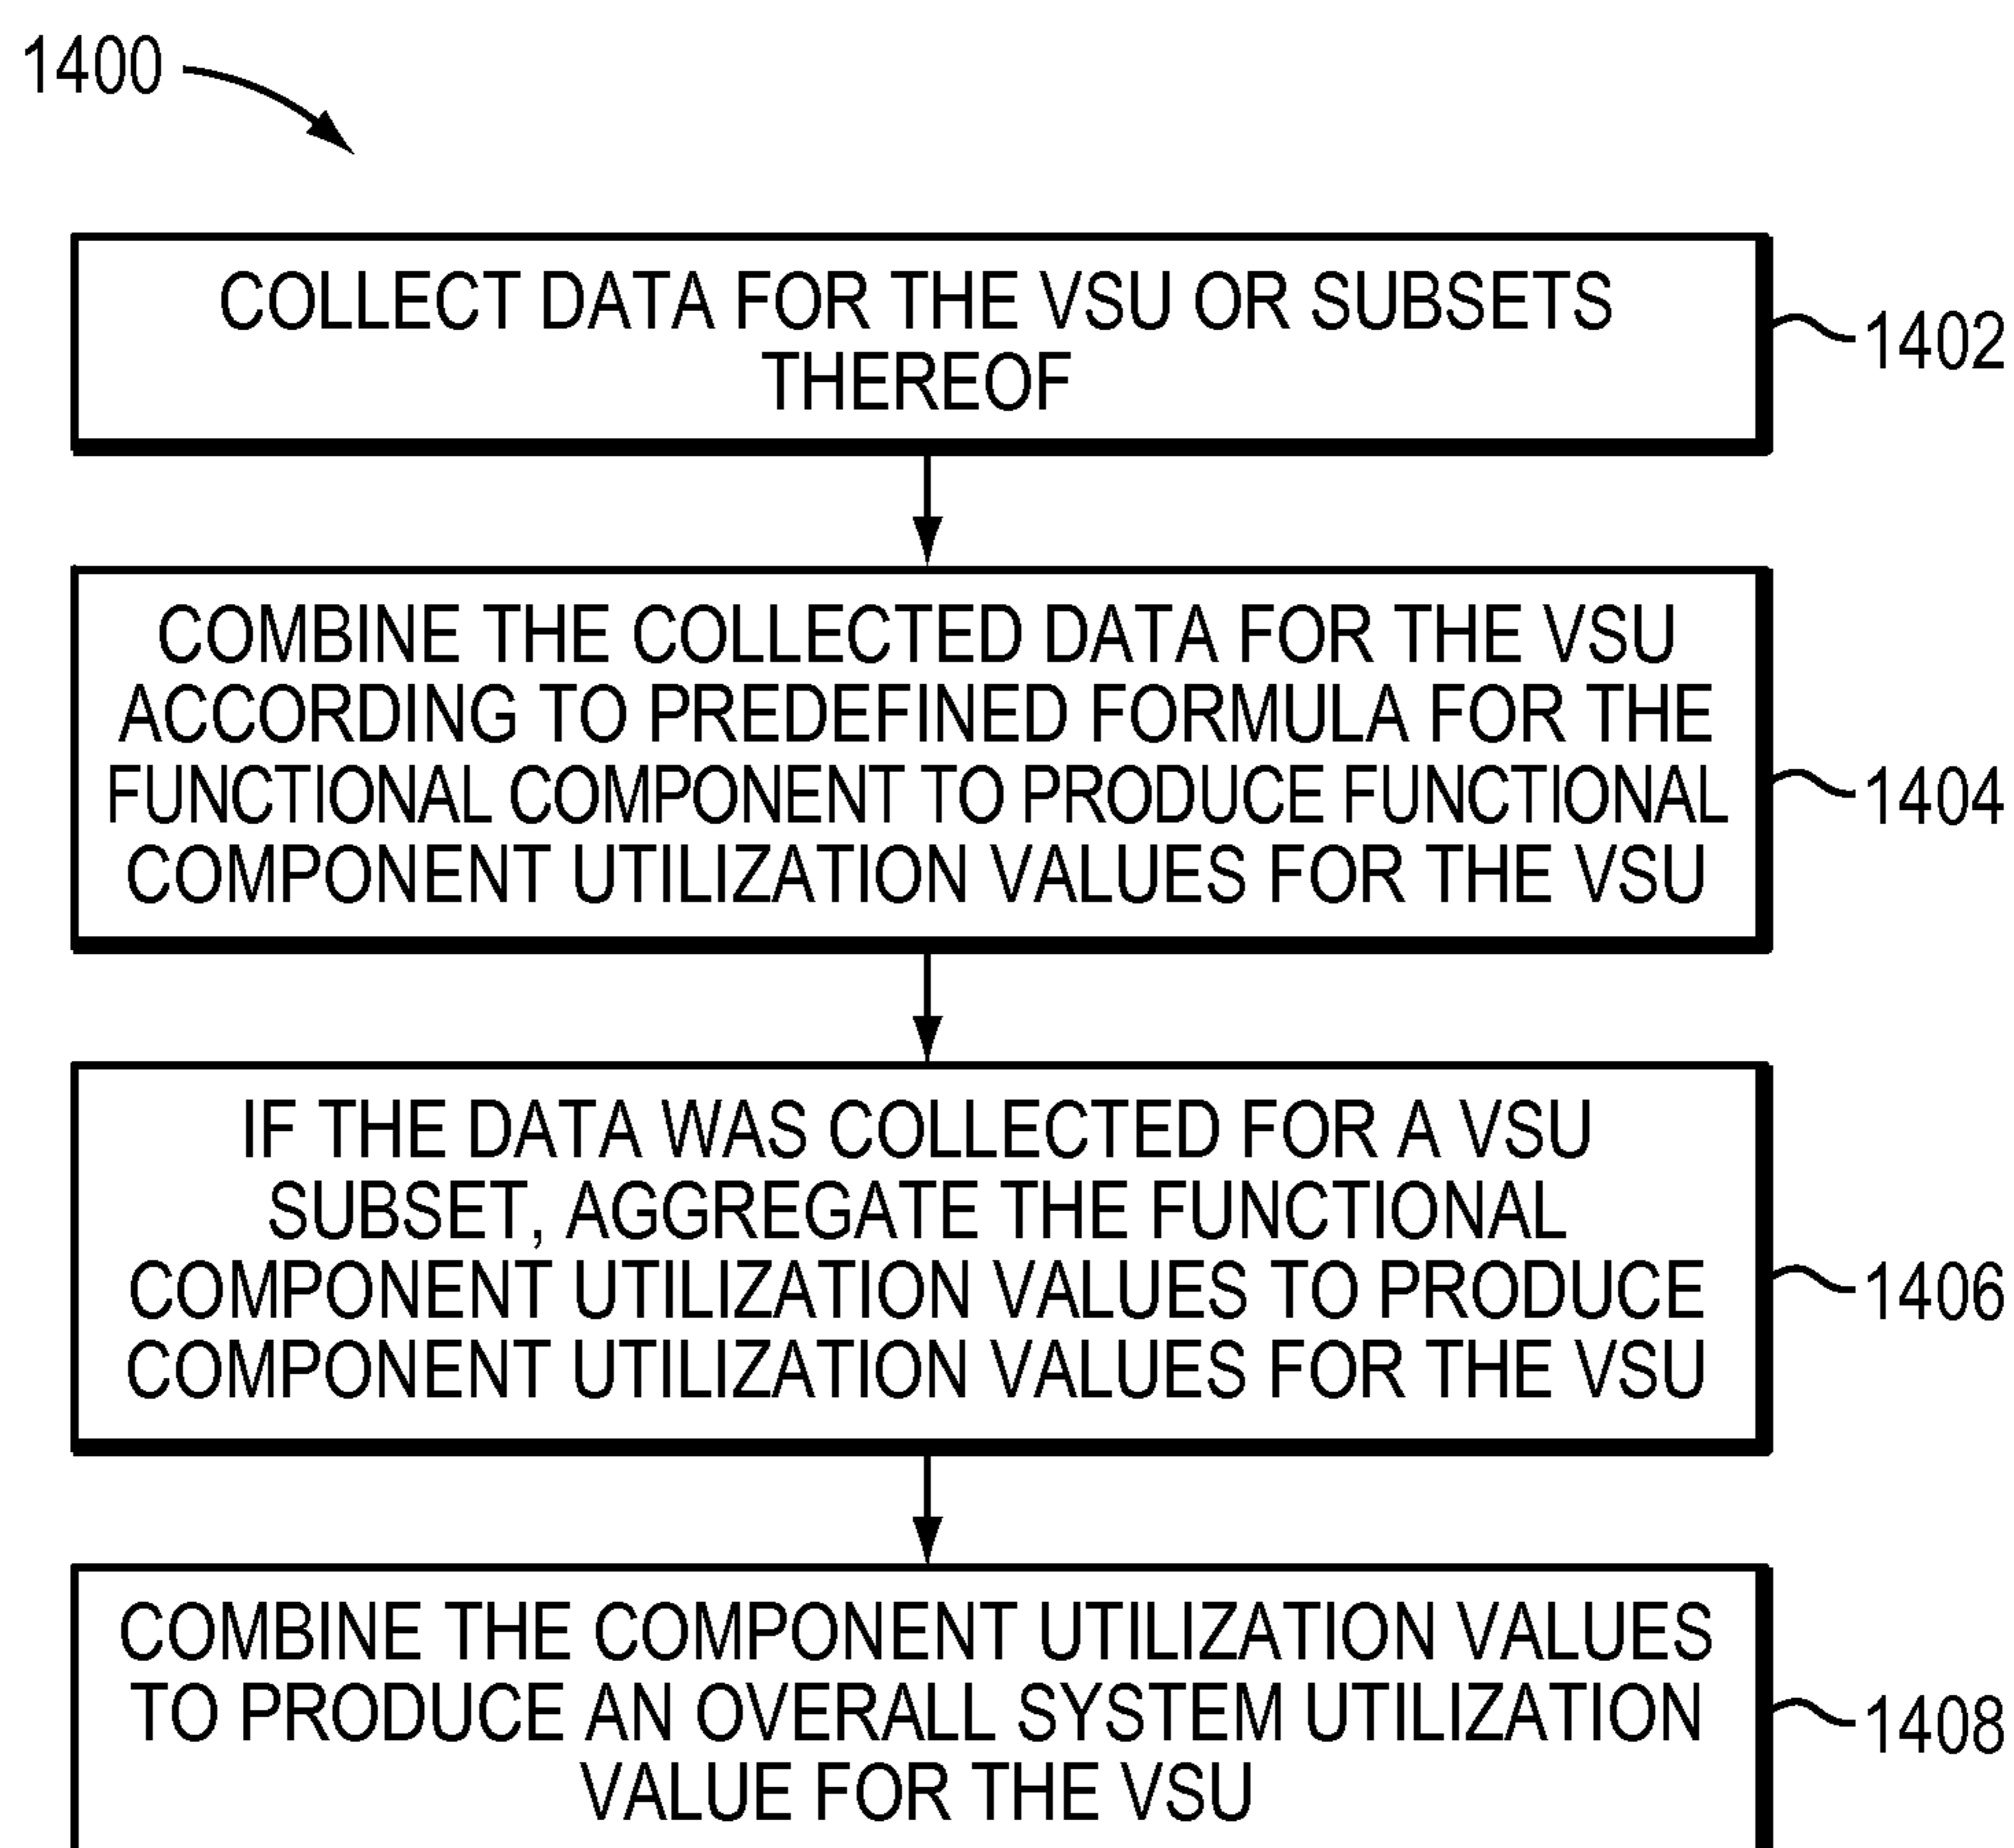 1400
COLLECT DATA FOR THE VSU OR SUBSETS
THEREOF
1402
COMBINE THE COLLECTED DATA FOR THE VSU
ACCORDING TO PREDEFINED FORMULA FOR THE
FUNCTIONAL COMPONENT TO PRODUCE FUNCTIONAL
COMPONENT UTILIZATION VALUES FOR THE VSU
1404
IF THE DATA WAS COLLECTED FOR A VSU
SUBSET, AGGREGATE THE FUNCTIONAL
COMPONENT UTILIZATION VALUES TO PRODUCE
COMPONENT UTILIZATION VALUES FOR THE VSU
1406
COMBINE THE COMPONENT UTILIZATION VALUES
TO PRODUCE AN OVERALL SYSTEM UTILIZATION
VALUE FOR THE VSU
1408